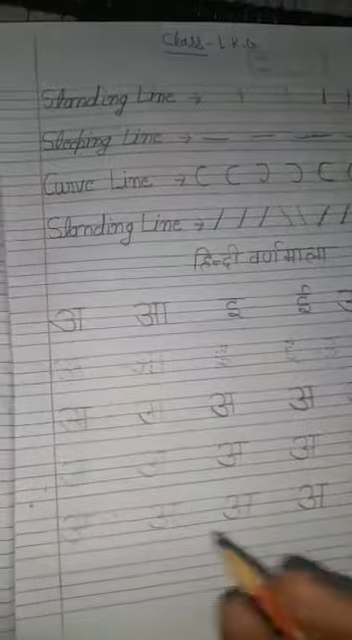 Class - L.K.G
Standing Line → | | | |
Sleeping Line → — — — —
Curve Line → ( ( ) ) ( (
Slanding Line → / / / \ \ / /
हिन्दी वर्णमाला
अ आ इ ई उ
अ आ इ ई उ
अ अ अ अ
अ अ अ अ
अ अ अ अ